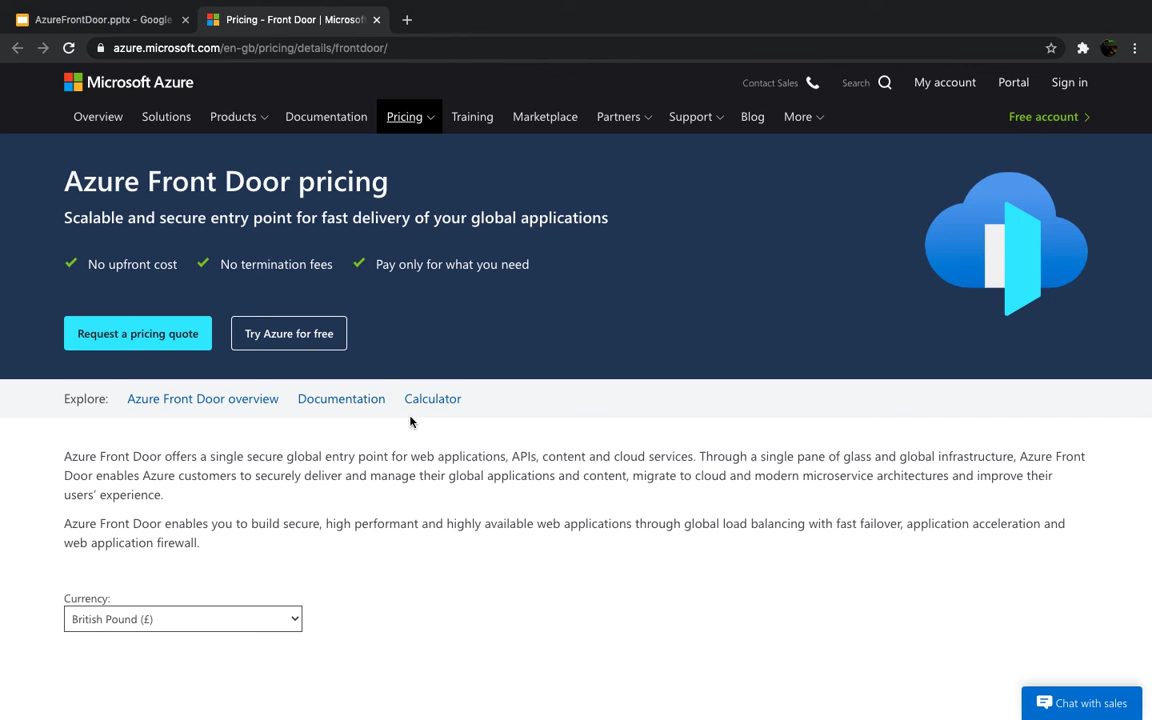 AzureFrontDoor.pptx - Google
Pricing - Front Door | Microsof
azure.microsoft.com/en-gb/pricing/details/frontdoor/
Microsoft Azure
Contact Sales
Search
My account
Portal
Sign in
Overview
Solutions
Products
Documentation
Pricing
Training
Marketplace
Partners
Support
Blog
More
Free account
Azure Front Door pricing
Scalable and secure entry point for fast delivery of your global applications
No upfront cost
No termination fees
Pay only for what you need
Request a pricing quote
Try Azure for free
Explore:
Azure Front Door overview
Documentation
Calculator
Azure Front Door offers a single secure global entry point for web applications, APIs, content and cloud services. Through a single pane of glass and global infrastructure, Azure Front
Door enables Azure customers to securely deliver and manage their global applications and content, migrate to cloud and modern microservice architectures and improve their
users' experience.
Azure Front Door enables you to build secure, high performant and highly available web applications through global load balancing with fast failover, application acceleration and
web application firewall.
Currency:
British Pound (£)
Chat with sales